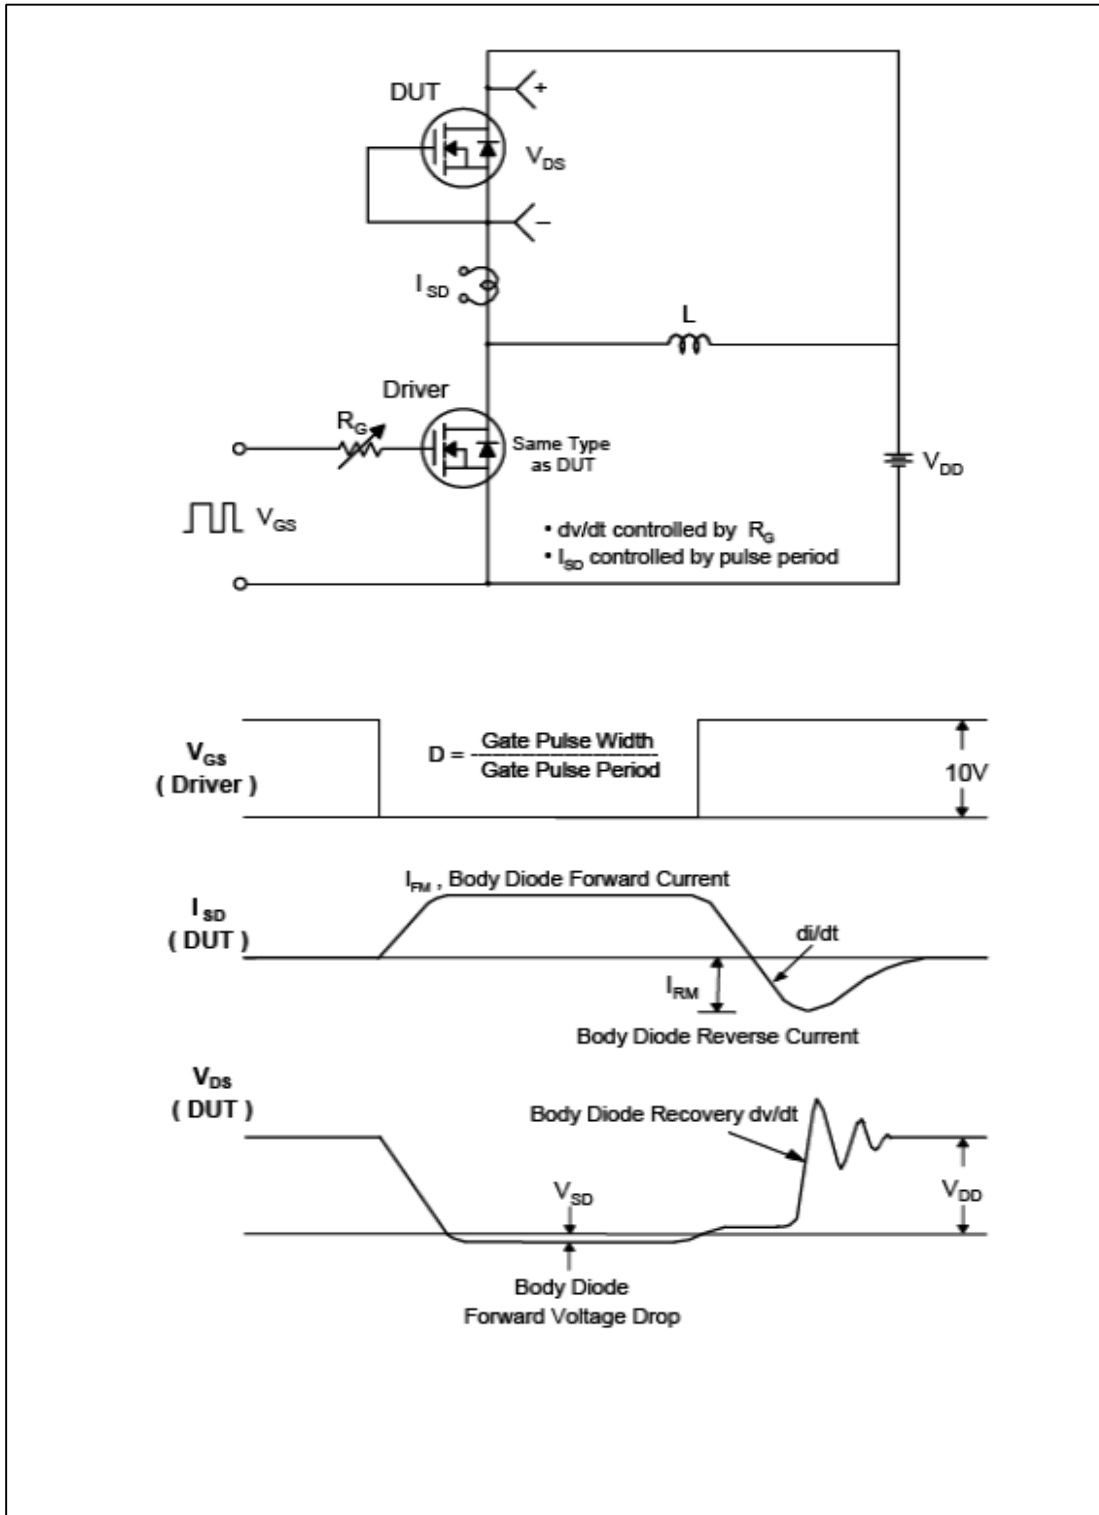 DUT
+
V_DS
−
I_SD
L
Driver
R_G
Same Type
as DUT
V_DD
V_GS
• dv/dt controlled by R_G
• I_SD controlled by pulse period
V_GS
( Driver )
D = Gate Pulse Width
Gate Pulse Period
10V
I_FM , Body Diode Forward Current
I_SD
( DUT )
di/dt
I_RM
Body Diode Reverse Current
V_DS
( DUT )
Body Diode Recovery dv/dt
V_SD
V_DD
Body Diode
Forward Voltage Drop